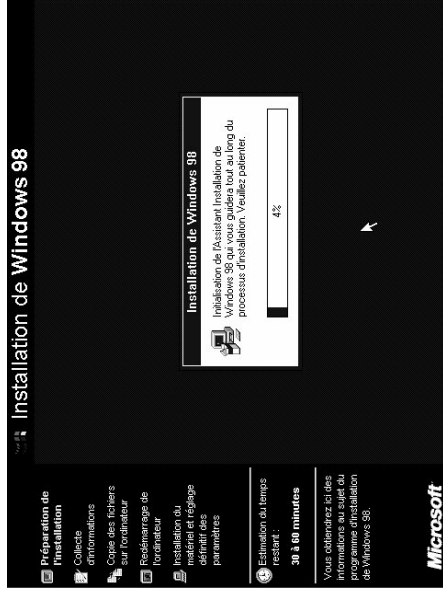 Installation de Windows 98
Préparation de
l'installation
Collecte
d'informations
Copie des fichiers
sur l'ordinateur
Redémarrage de
l'ordinateur
Installation du
matériel et réglage
définitif des
paramètres
Estimation du temps
restant :
30 à 60 minutes
Vous obtiendrez ici des
informations au sujet du
programme d'installation
de Windows 98.
Microsoft
Installation de Windows 98
Initialisation de l'Assistant Installation de
Windows 98 qui vous guidera tout au long du
processus d'installation. Veuillez patienter.
4%